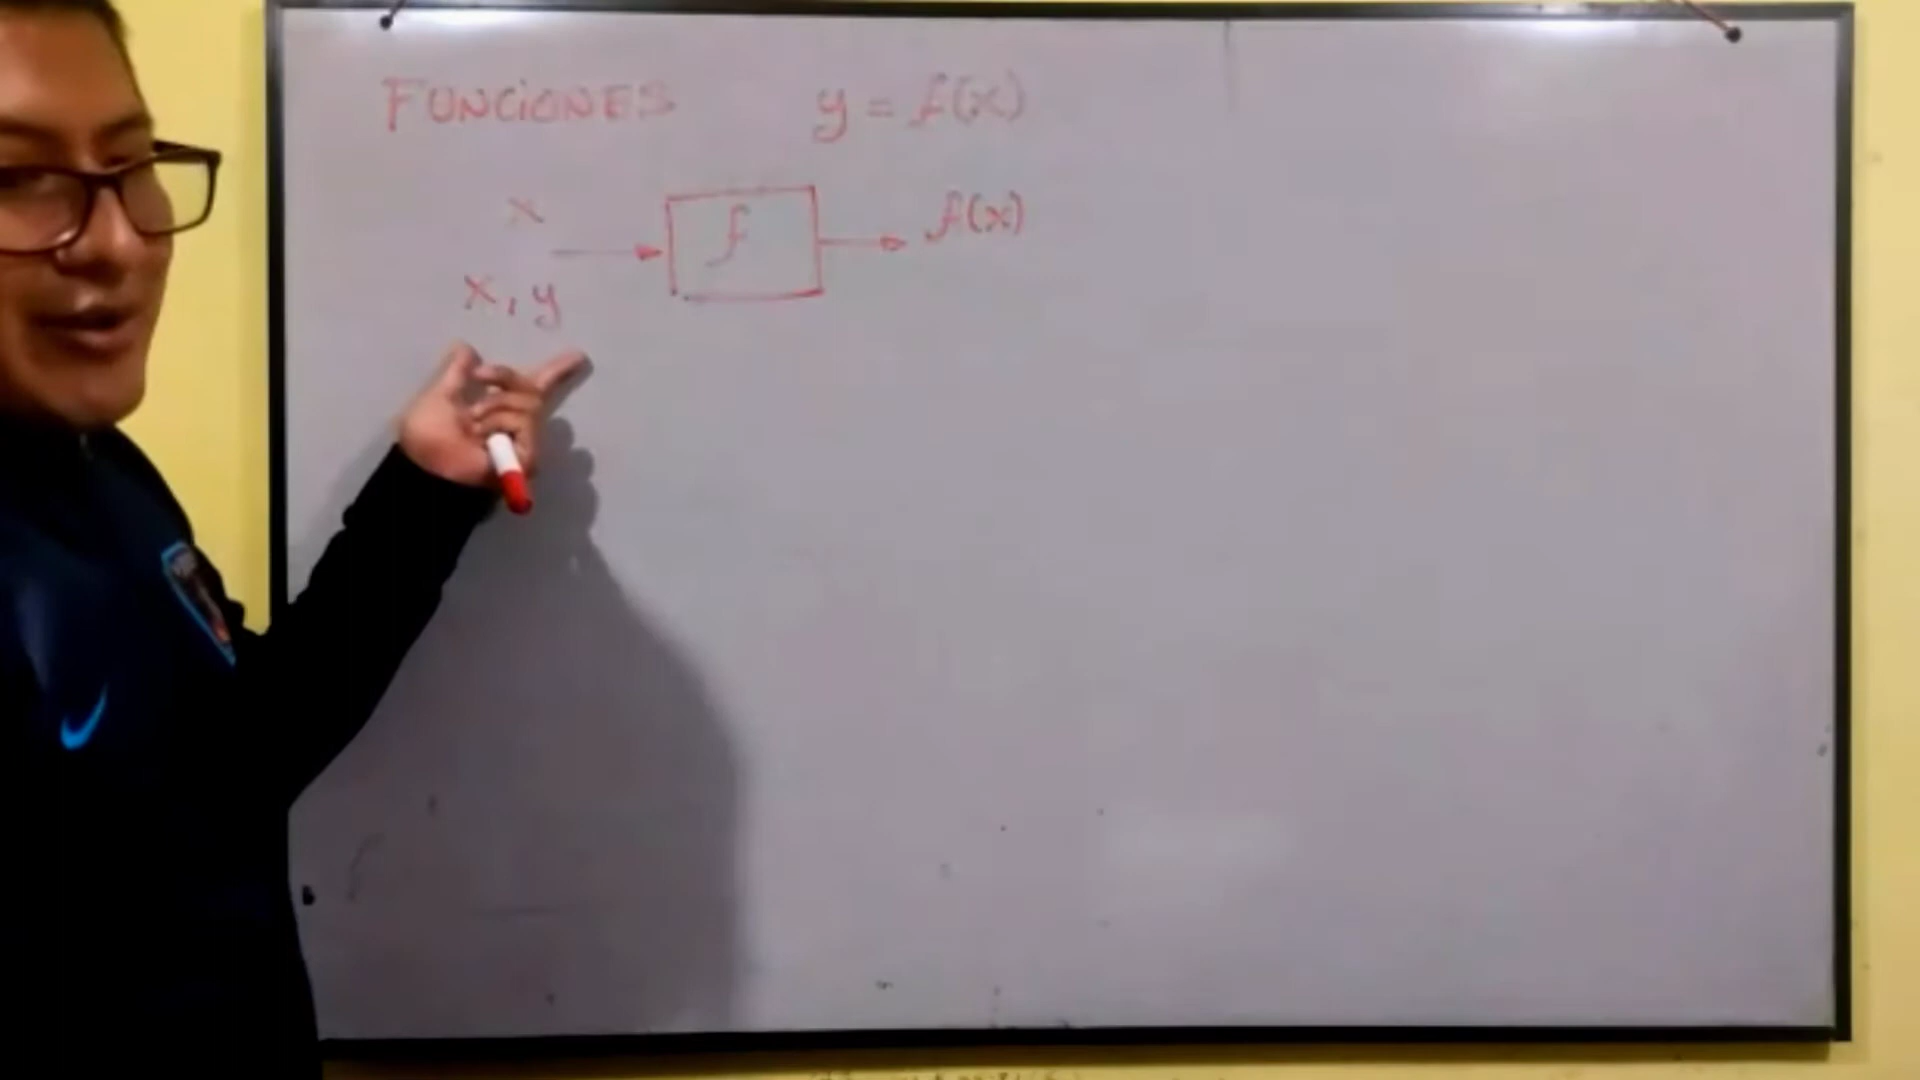 FUNCIONES y = f(x)
x f f(x)
x, y